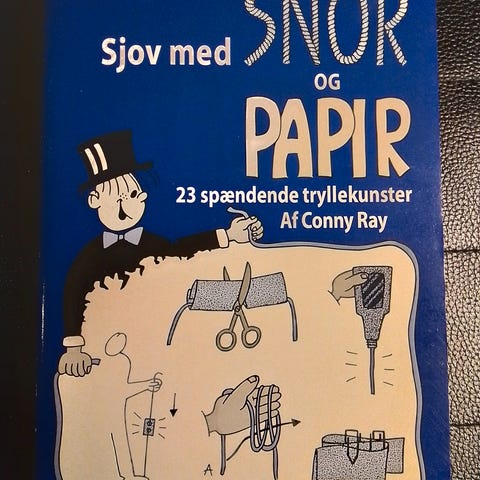 Sjov med SNOR
OG
PAPIR
23 spændende tryllekunster
Af Conny Ray
A